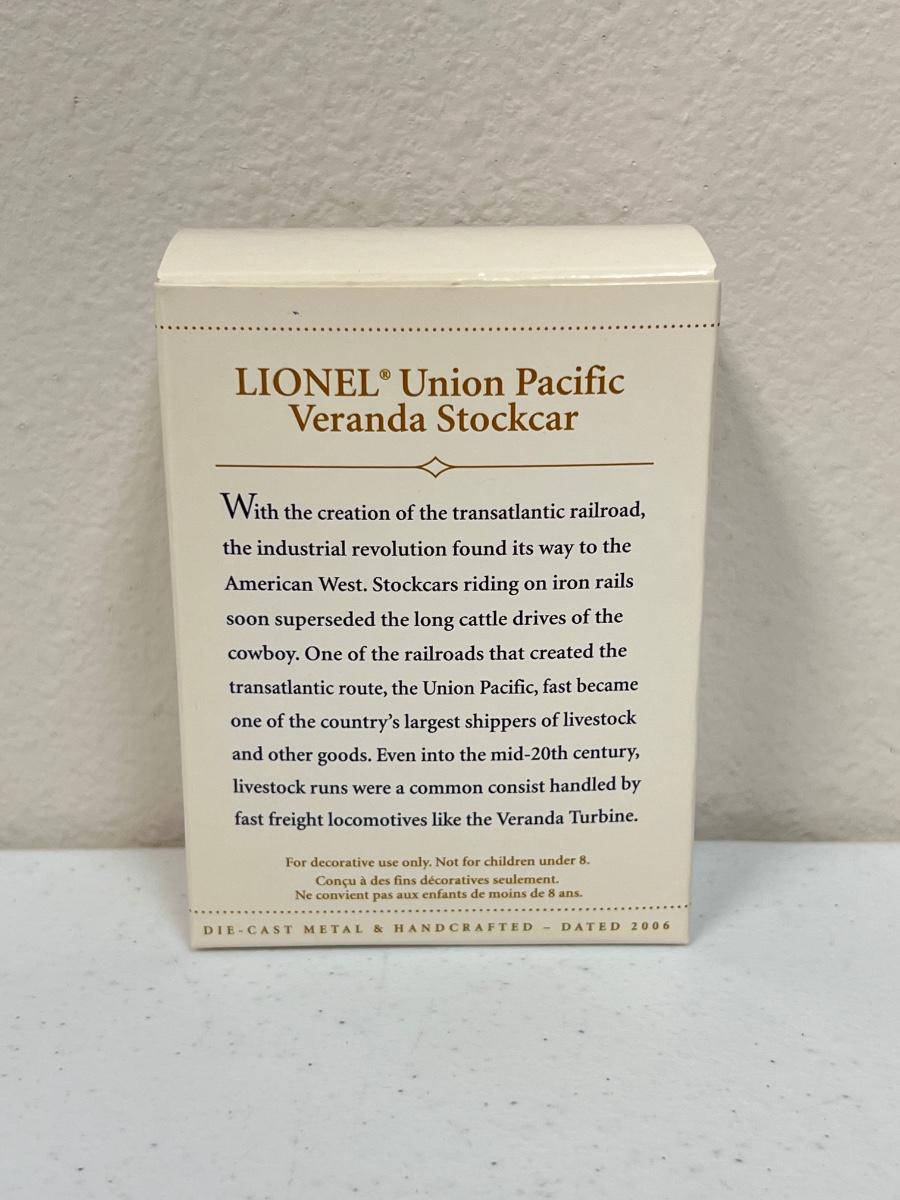 LIONEL® Union Pacific
Veranda Stockcar
With the creation of the transatlantic railroad,
the industrial revolution found its way to the
American West. Stockcars riding on iron rails
soon superseded the long cattle drives of the
cowboy. One of the railroads that created the
transatlantic route, the Union Pacific, fast became
one of the country's largest shippers of livestock
and other goods. Even into the mid-20th century,
livestock runs were a common consist handled by
fast freight locomotives like the Veranda Turbine.
For decorative use only. Not for children under 8.
Conçu à des fins décoratives seulement.
Ne convient pas aux enfants de moins de 8 ans.
DIE-CAST METAL & HANDCRAFTED – DATED 2006